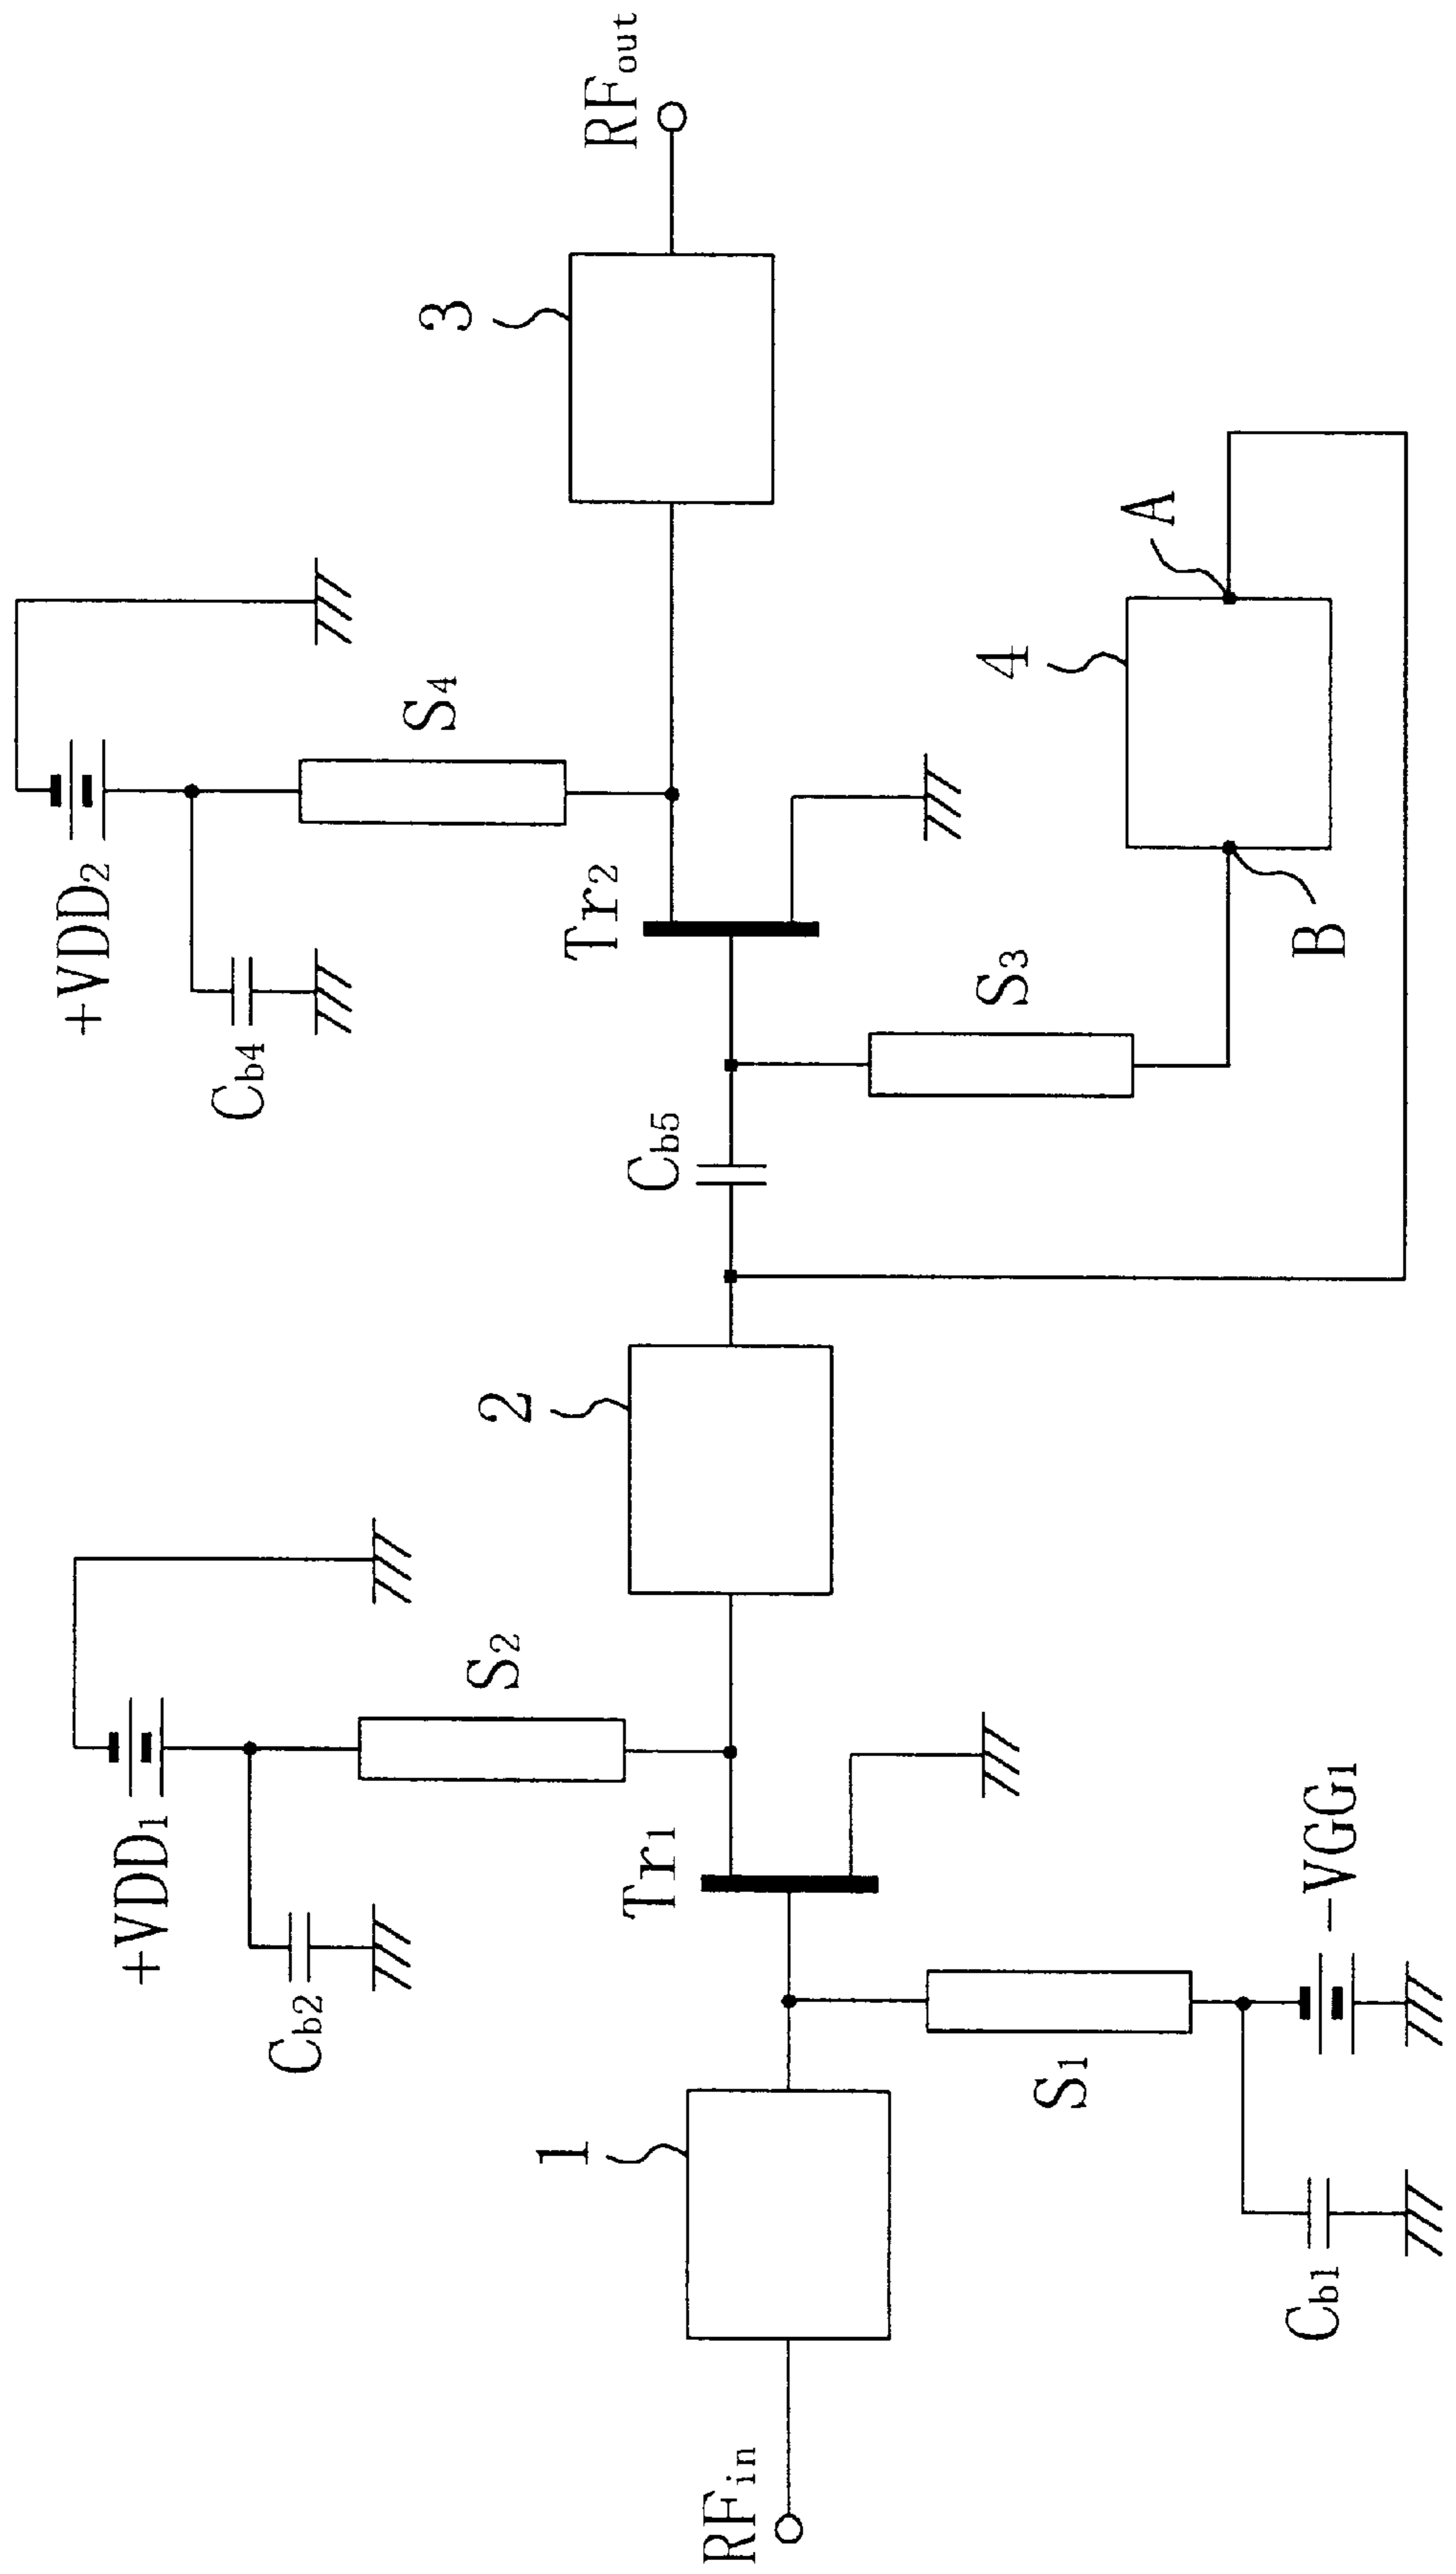 +VDD₁
+VDD₂
Cb2
S₂
Cb4
S₄
RFin
1
Tr₁
2
Cb5
Tr₂
3
RFout
S₁
Cb1
−VGG₁
S₃
4
A
B